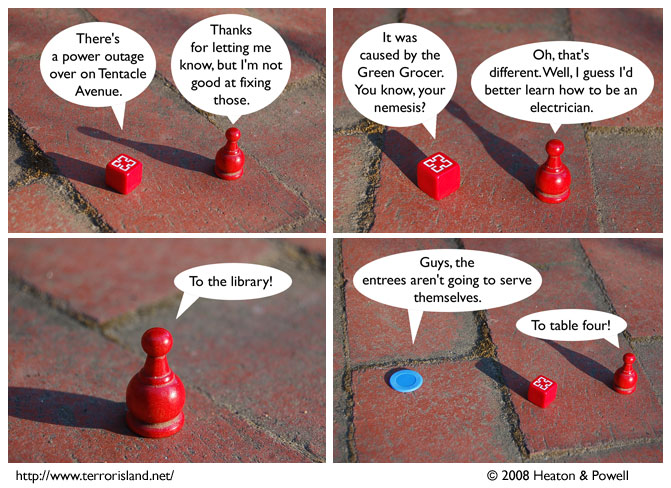 There's
a power outage
over on Tentacle
Avenue.
Thanks
for letting me
know, but I'm not
good at fixing
those.
It was
caused by the
Green Grocer.
You know, your
nemesis?
Oh, that's
different. Well, I guess I'd
better learn how to be an
electrician.
To the library!
Guys, the
entrees aren't going to serve
themselves.
To table four!
http://www.terrorisland.net/
© 2008 Heaton & Powell